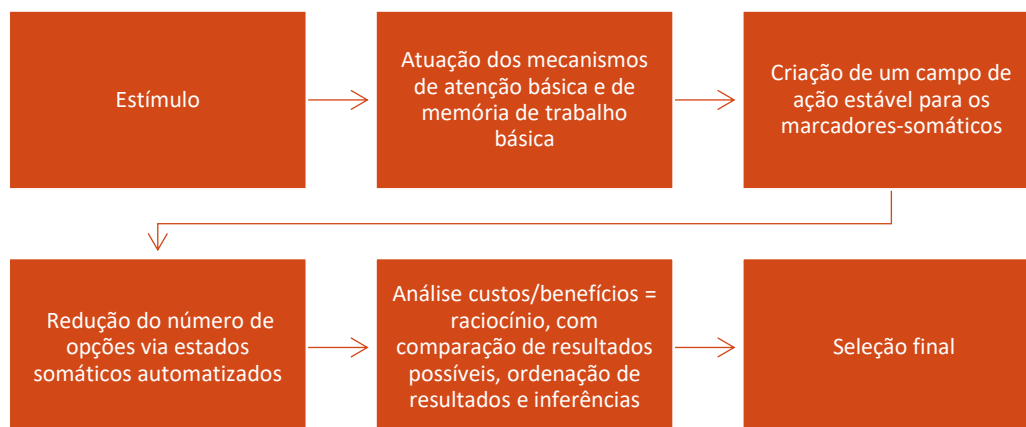 Estímulo
Atuação dos mecanismos
de atenção básica e de
memória de trabalho
básica
Criação de um campo de
ação estável para os
marcadores-somáticos
Redução do número de
opções via estados
somáticos automatizados
Análise custos/benefícios =
raciocínio, com
comparação de resultados
possíveis, ordenação de
resultados e inferências
Seleção final